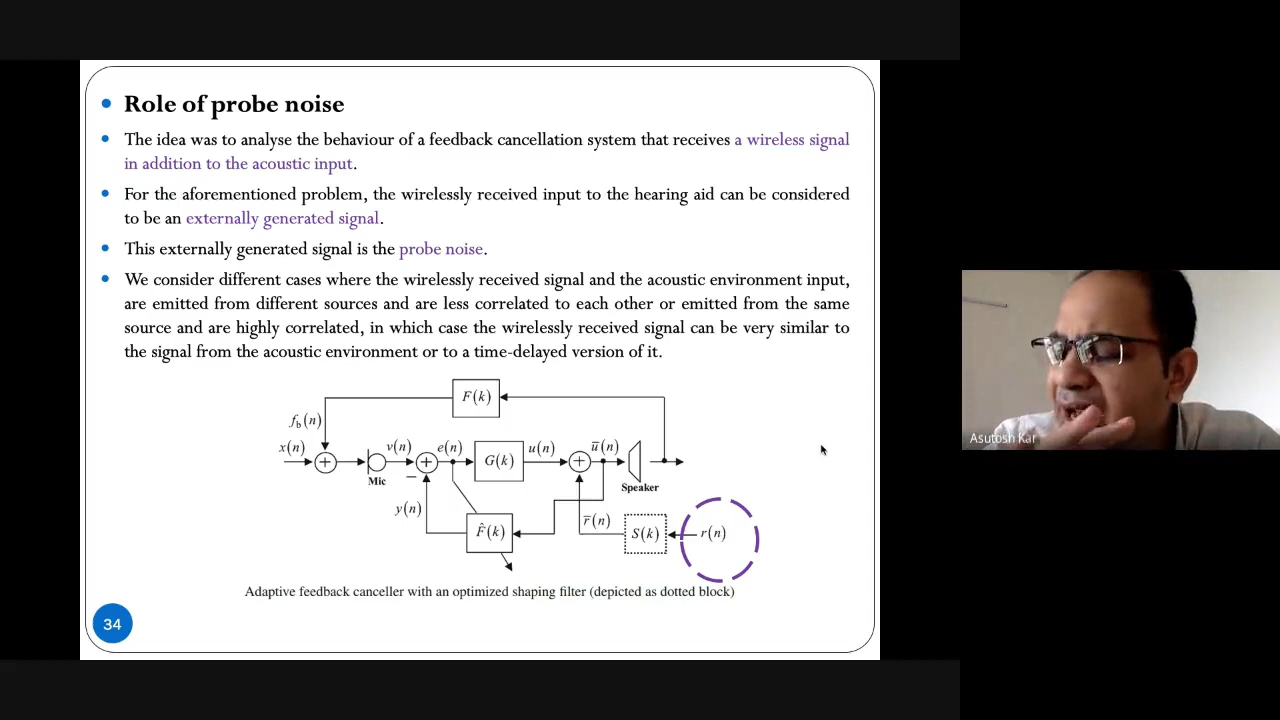 Role of probe noise
The idea was to analyse the behaviour of a feedback cancellation system that receives a wireless signal
in addition to the acoustic input.
For the aforementioned problem, the wirelessly received input to the hearing aid can be considered
to be an externally generated signal.
This externally generated signal is the probe noise.
We consider different cases where the wirelessly received signal and the acoustic environment input,
are emitted from different sources and are less correlated to each other or emitted from the same
source and are highly correlated, in which case the wirelessly received signal can be very similar to
the signal from the acoustic environment or to a time-delayed version of it.
F(k)
f_b(n)
x(n) v(n) e(n) G(k) u(n) ū(n)
Mic
Speaker
y(n)
F̂(k) r̄(n) S(k) r(n)
Adaptive feedback canceller with an optimized shaping filter (depicted as dotted block)
34
Asutosh Kar